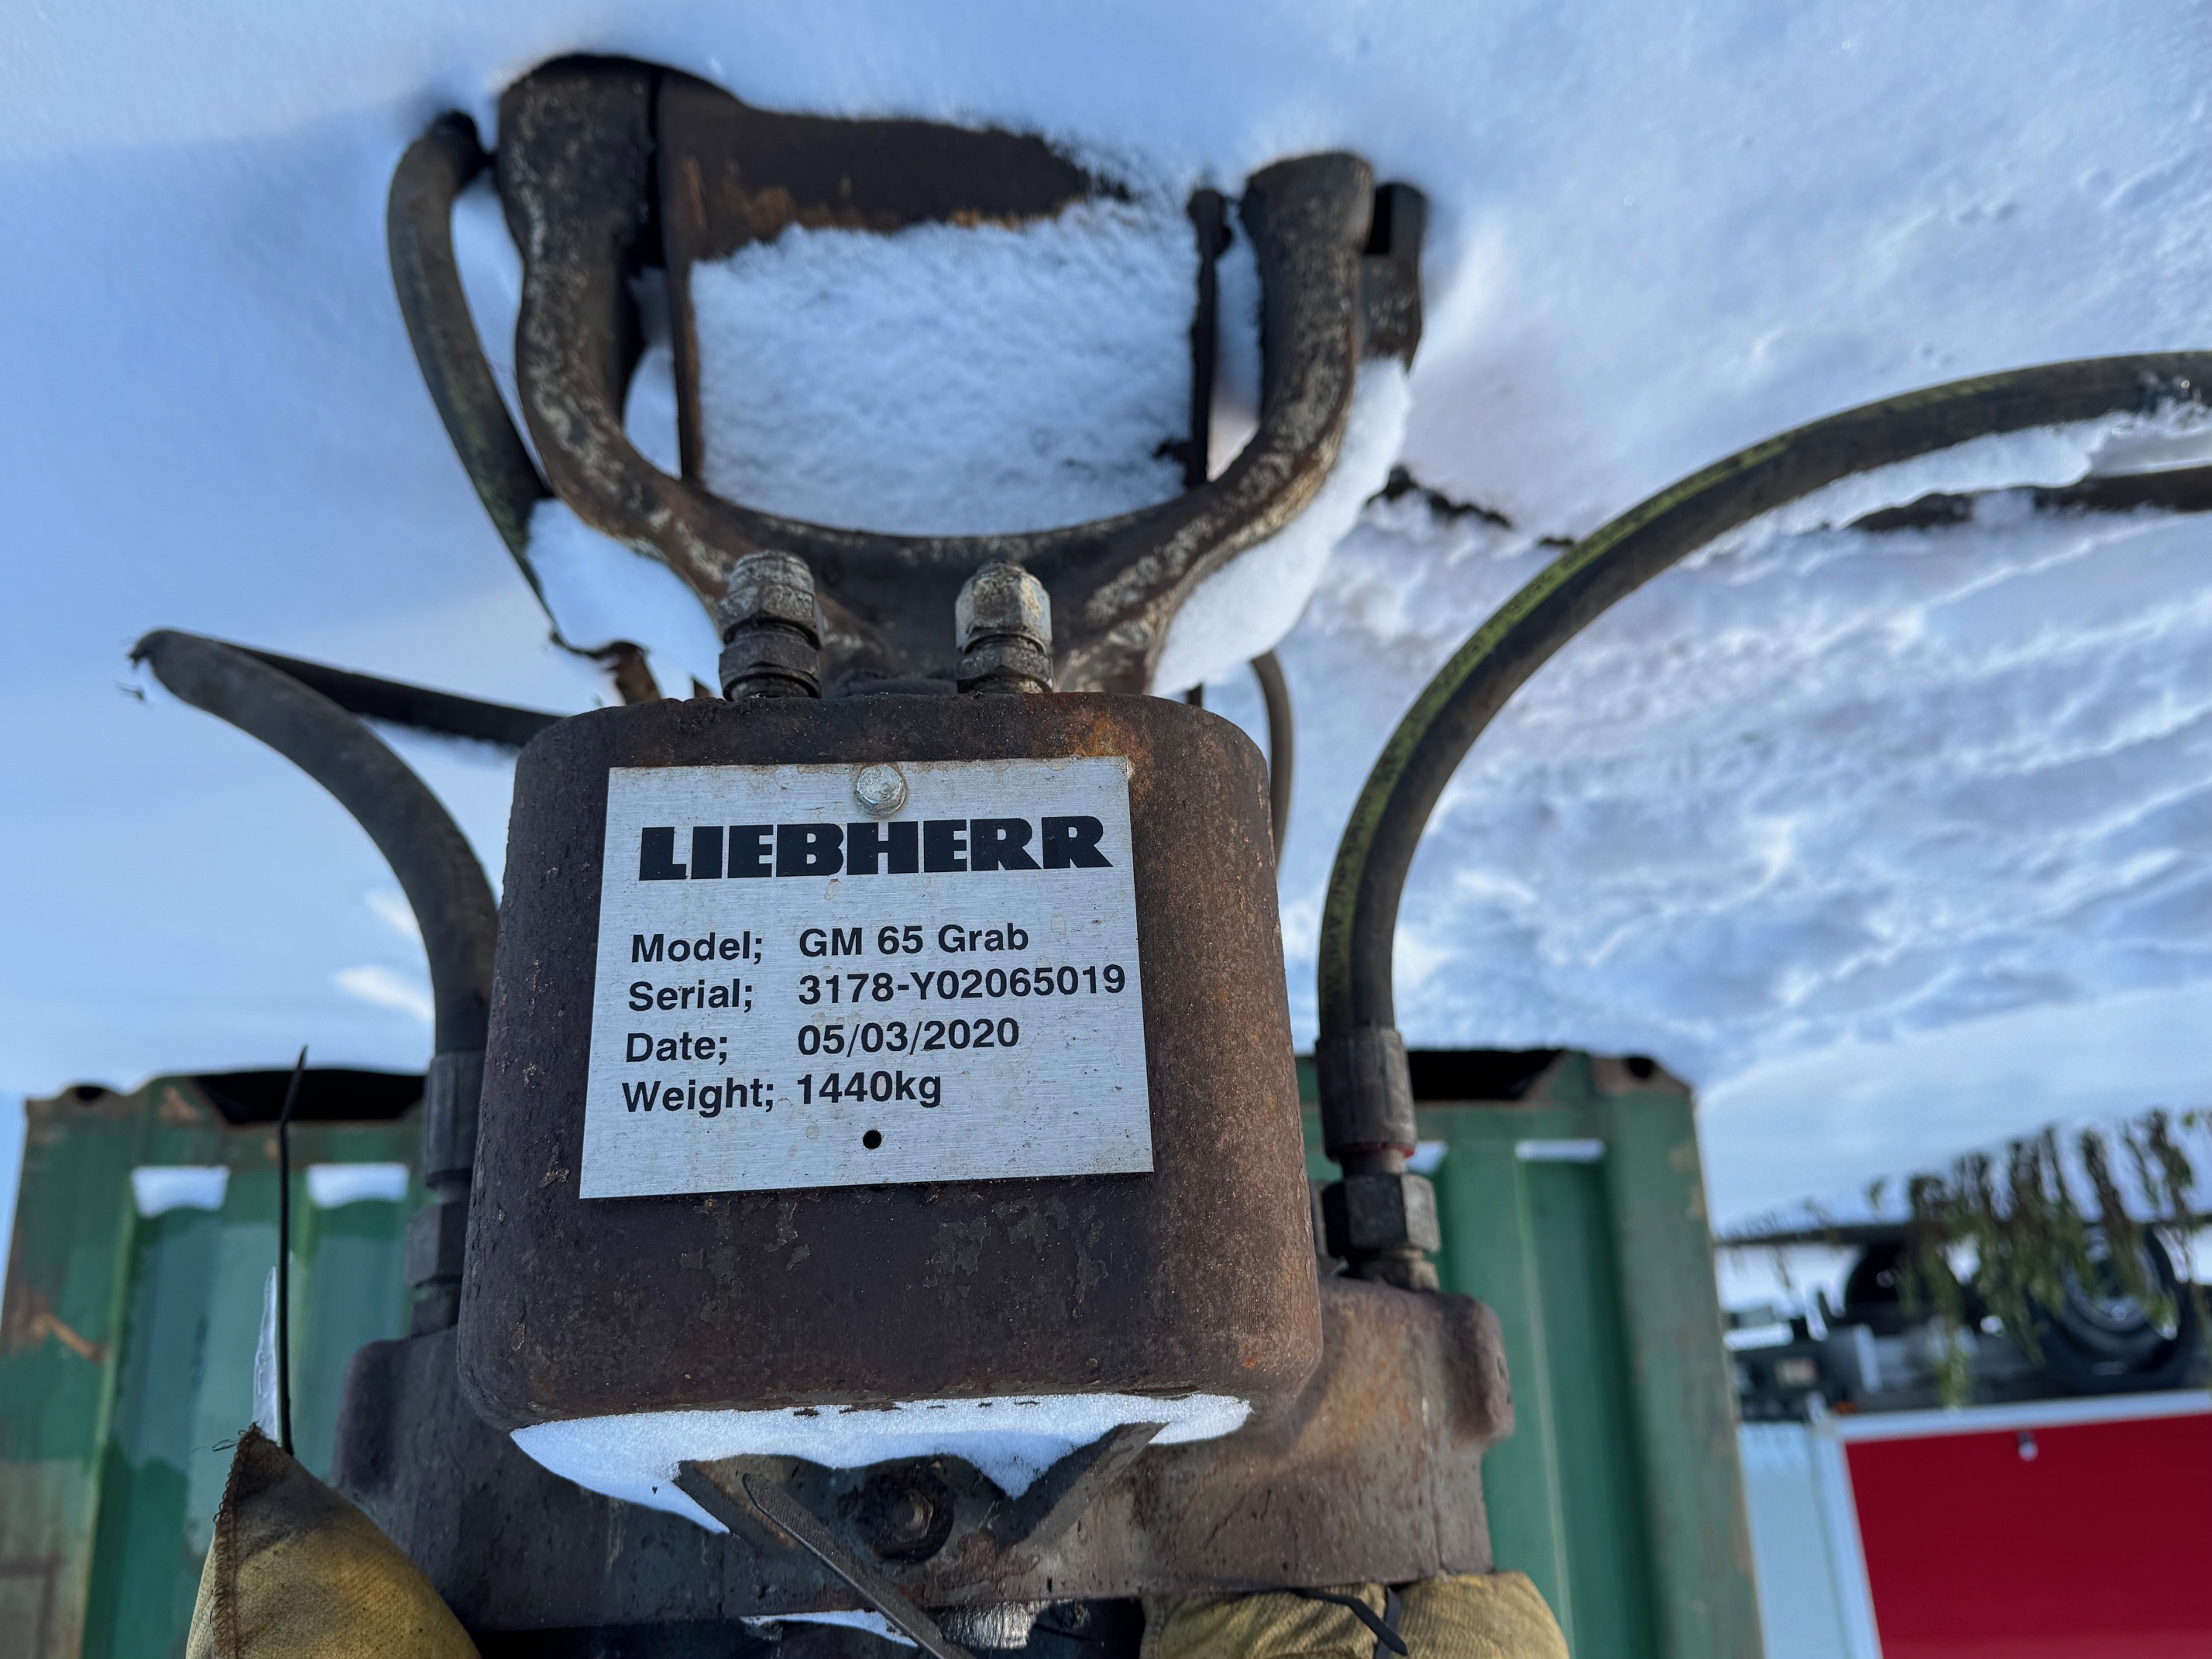 LIEBHERR
Model; GM 65 Grab
Serial; 3178-Y02065019
Date; 05/03/2020
Weight; 1440kg